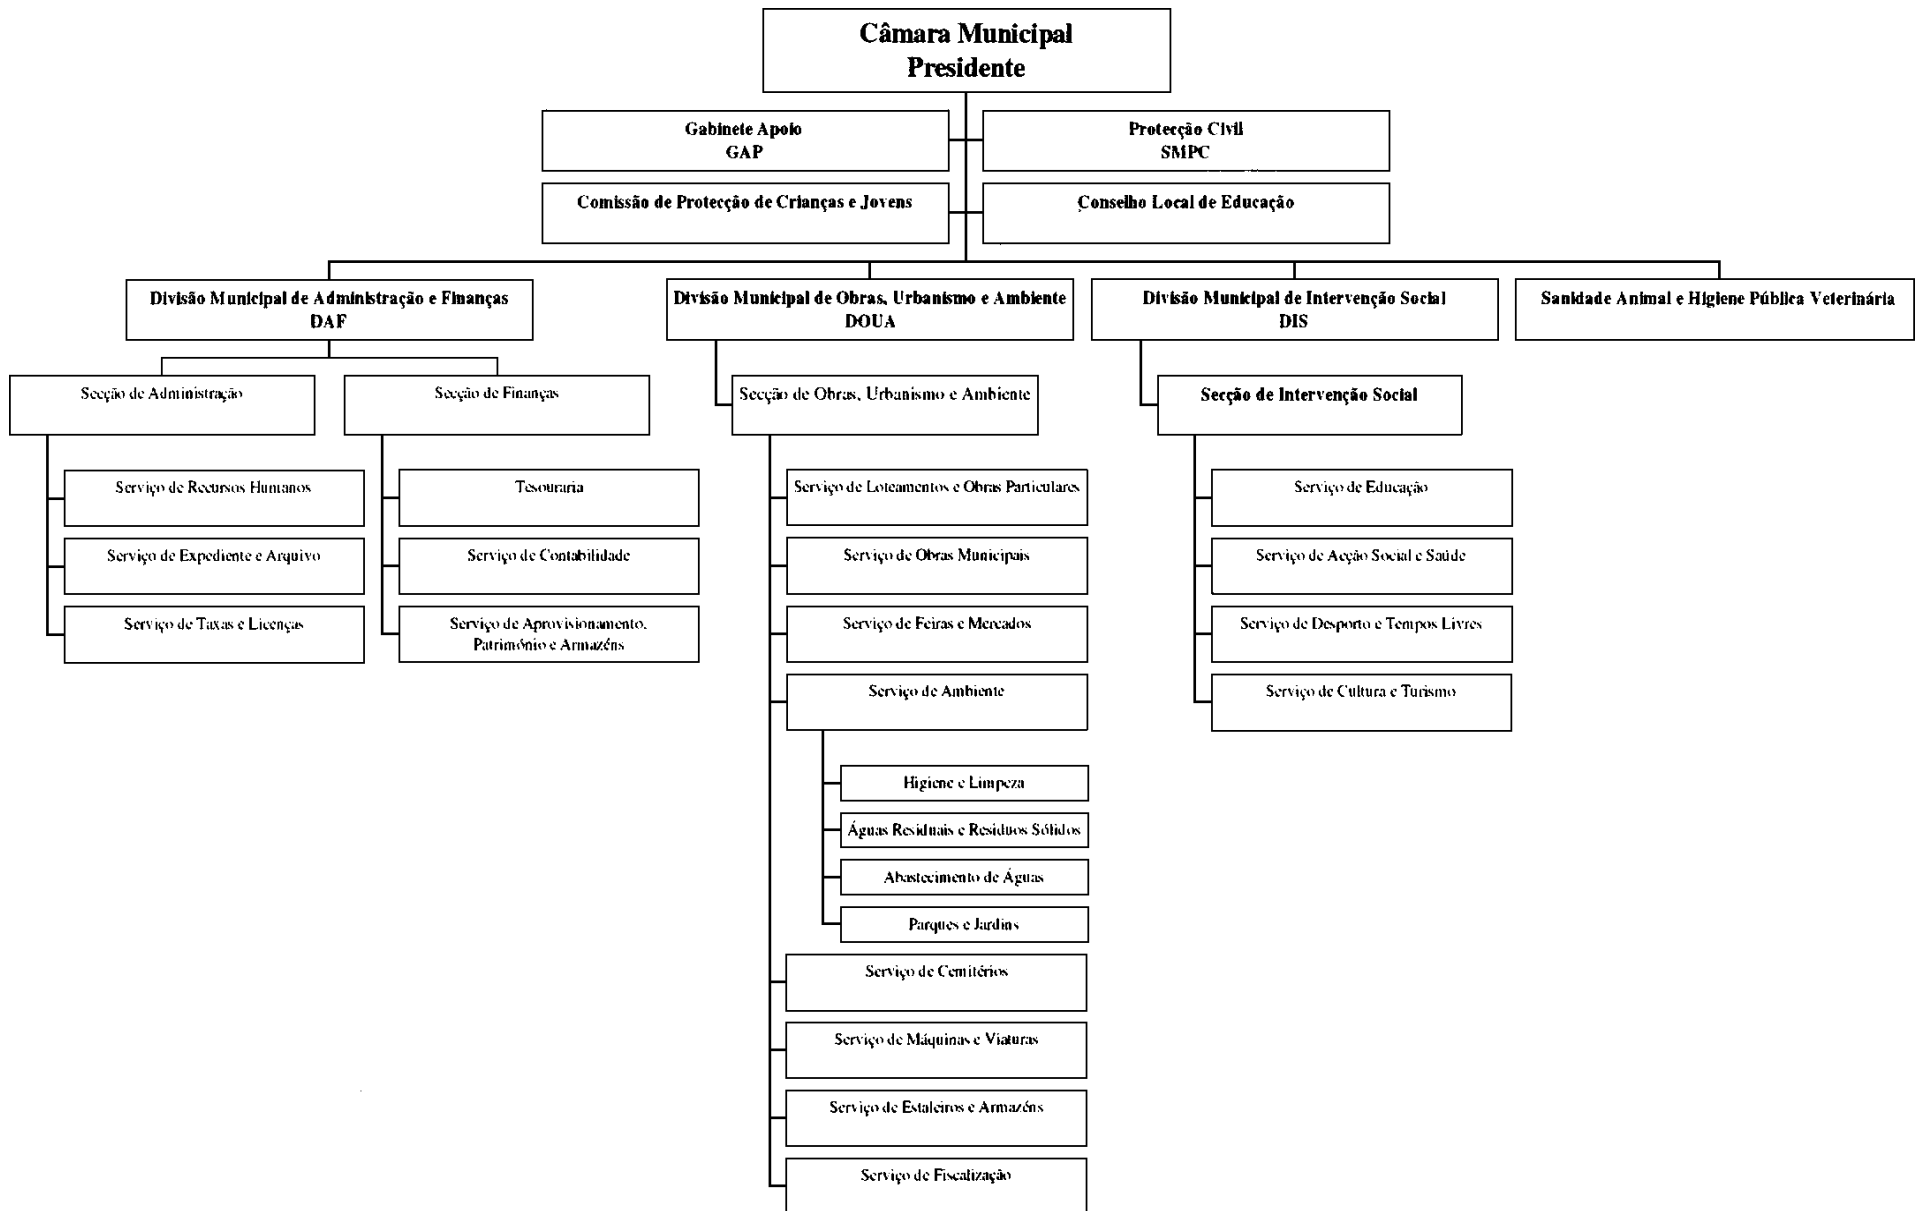 Câmara Municipal
Presidente
Gabinete Apoio
GAP
Protecção Civil
SMPC
Comissão de Protecção de Crianças e Jovens
Conselho Local de Educação
Divisão Municipal de Administração e Finanças
DAF
Divisão Municipal de Obras, Urbanismo e Ambiente
DOUA
Divisão Municipal de Intervenção Social
DIS
Sanidade Animal e Higiene Pública Veterinária
Secção de Administração
Secção de Finanças
Secção de Obras, Urbanismo e Ambiente
Secção de Intervenção Social
Serviço de Recursos Humanos
Serviço de Expediente e Arquivo
Serviço de Taxas e Licenças
Tesouraria
Serviço de Contabilidade
Serviço de Aprovisionamento,
Património e Armazéns
Serviço de Loteamentos e Obras Particulares
Serviço de Obras Municipais
Serviço de Feiras e Mercados
Serviço de Ambiente
Higiene e Limpeza
Águas Residuais e Resíduos Sólidos
Abastecimento de Águas
Parques e Jardins
Serviço de Cemitérios
Serviço de Máquinas e Viaturas
Serviço de Estaleiros e Armazéns
Serviço de Fiscalização
Serviço de Educação
Serviço de Acção Social e Saúde
Serviço de Desporto e Tempos Livres
Serviço de Cultura e Turismo